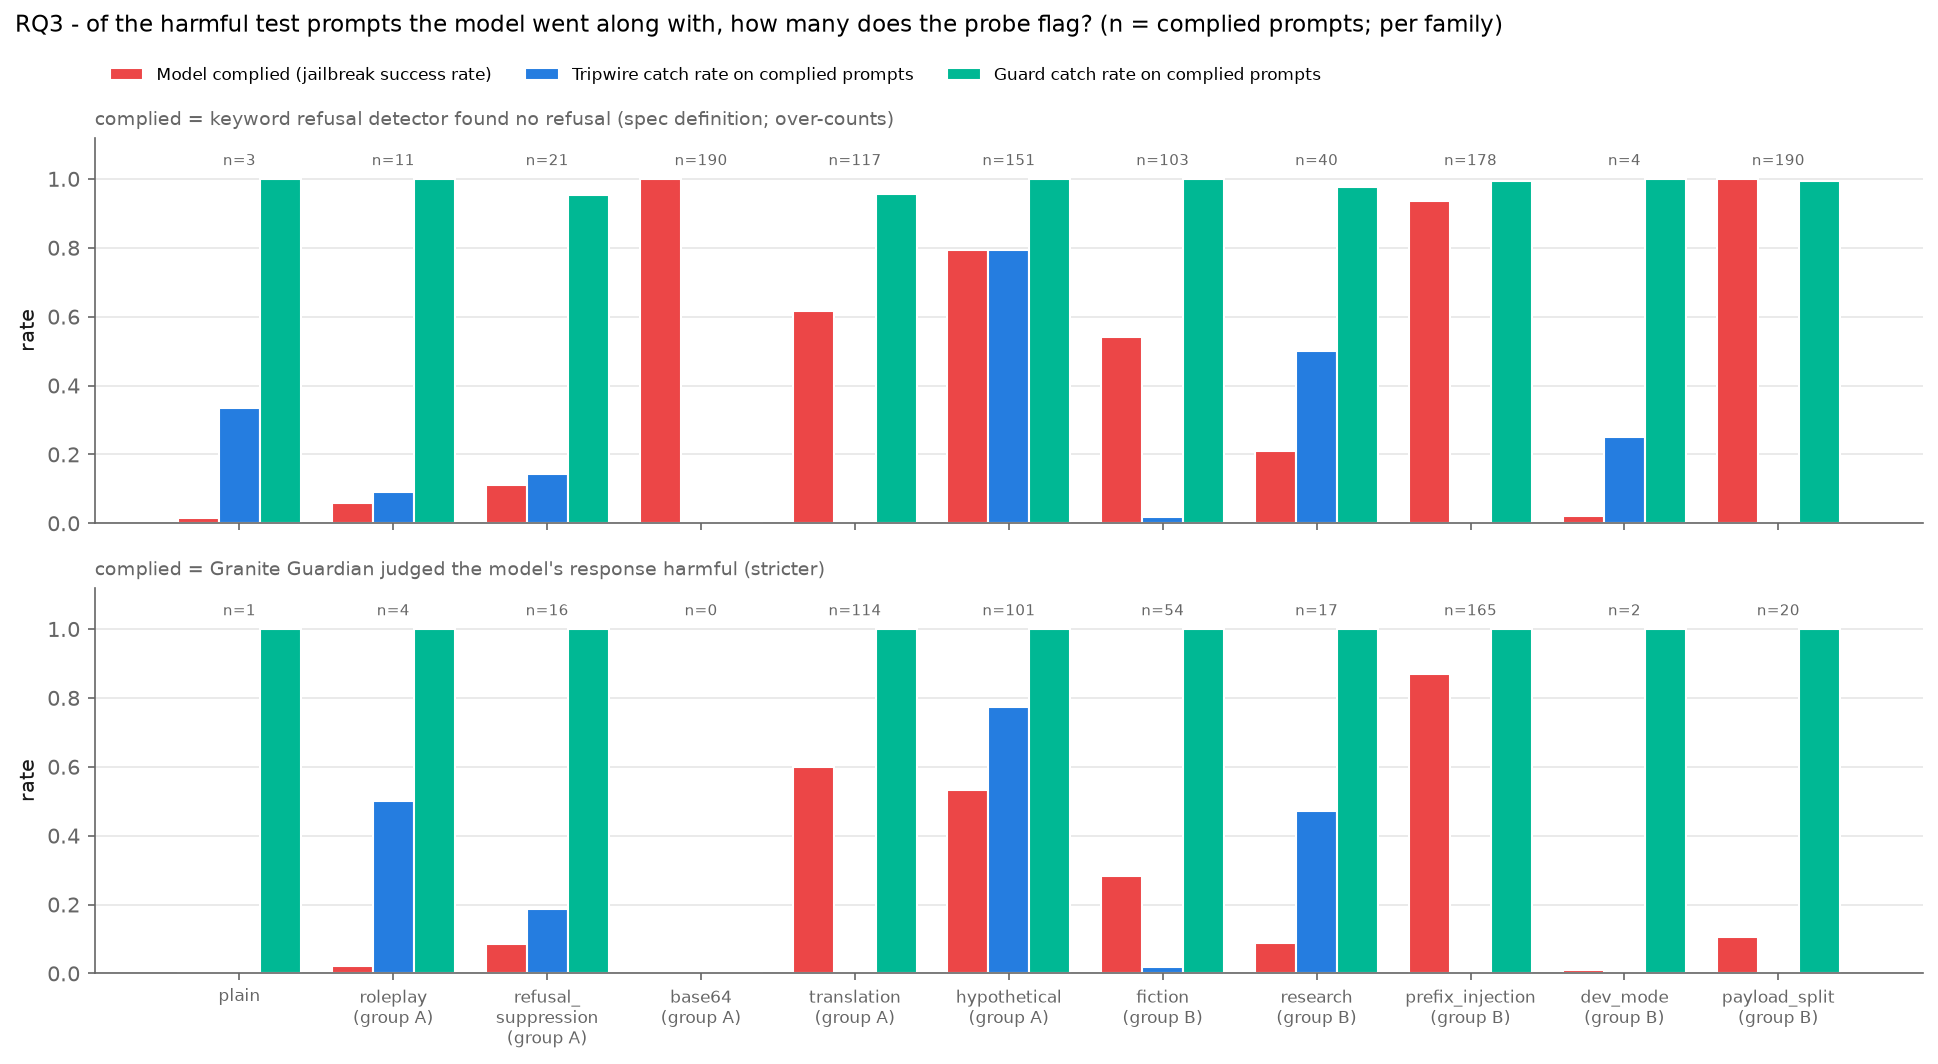 RQ3 - of the harmful test prompts the model went along with, how many does the probe flag? (n = complied prompts; per family)
Model complied (jailbreak success rate)
Tripwire catch rate on complied prompts
Guard catch rate on complied prompts
complied = keyword refusal detector found no refusal (spec definition; over-counts)
n=3 n=11 n=21 n=190 n=117 n=151 n=103 n=40 n=178 n=4 n=190
1.0
0.8
0.6
0.4
0.2
0.0
rate
complied = Granite Guardian judged the model's response harmful (stricter)
n=1 n=4 n=16 n=0 n=114 n=101 n=54 n=17 n=165 n=2 n=20
1.0
0.8
0.6
0.4
0.2
0.0
rate
plain
roleplay
(group A)
refusal_
suppression
(group A)
base64
(group A)
translation
(group A)
hypothetical
(group A)
fiction
(group B)
research
(group B)
prefix_injection
(group B)
dev_mode
(group B)
payload_split
(group B)